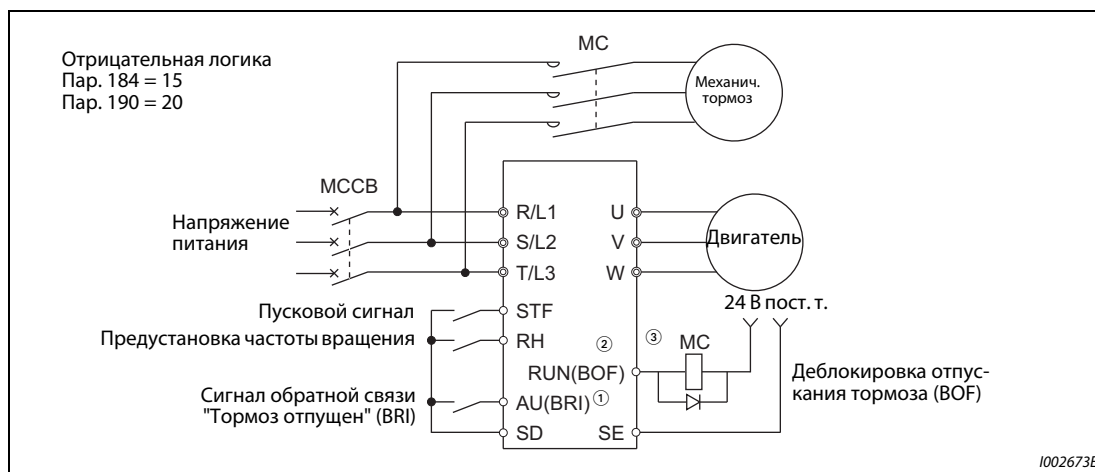 Отрицательная логика
Пар. 184 = 15
Пар. 190 = 20
MC
Механич.
тормоз
MCCB
Напряжение
питания
R/L1
S/L2
T/L3
U
V
W
Двигатель
24 В пост. т.
Пусковой сигнал
STF
Предустановка частоты вращения
RH
②
③
MC
RUN(BOF)
Деблокировка отпус-
кания тормоза (BOF)
Сигнал обратной связи
"Тормоз отпущен" (BRI)
AU(BRI)
①
SD
SE
I002673E